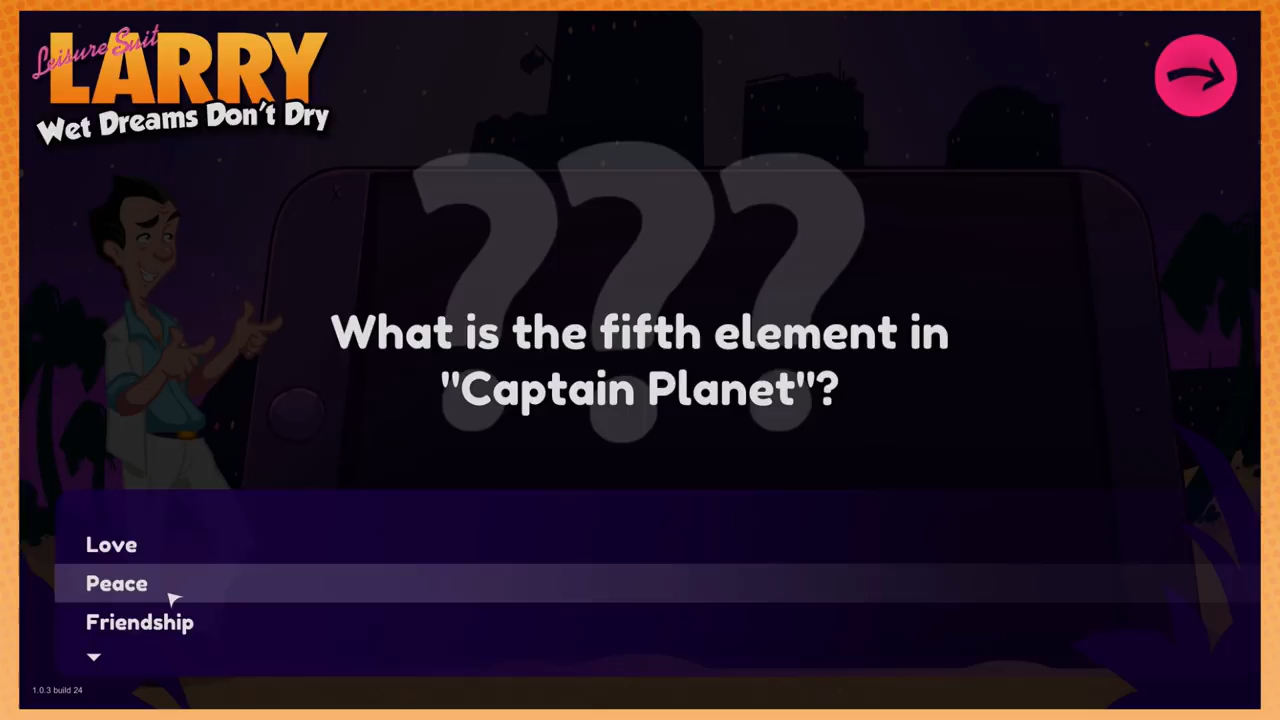 Leisure Suit
LARRY
Wet Dreams Don't Dry
???
What is the fifth element in
"Captain Planet"?
Love
Peace
Friendship
1.0.3 build 24